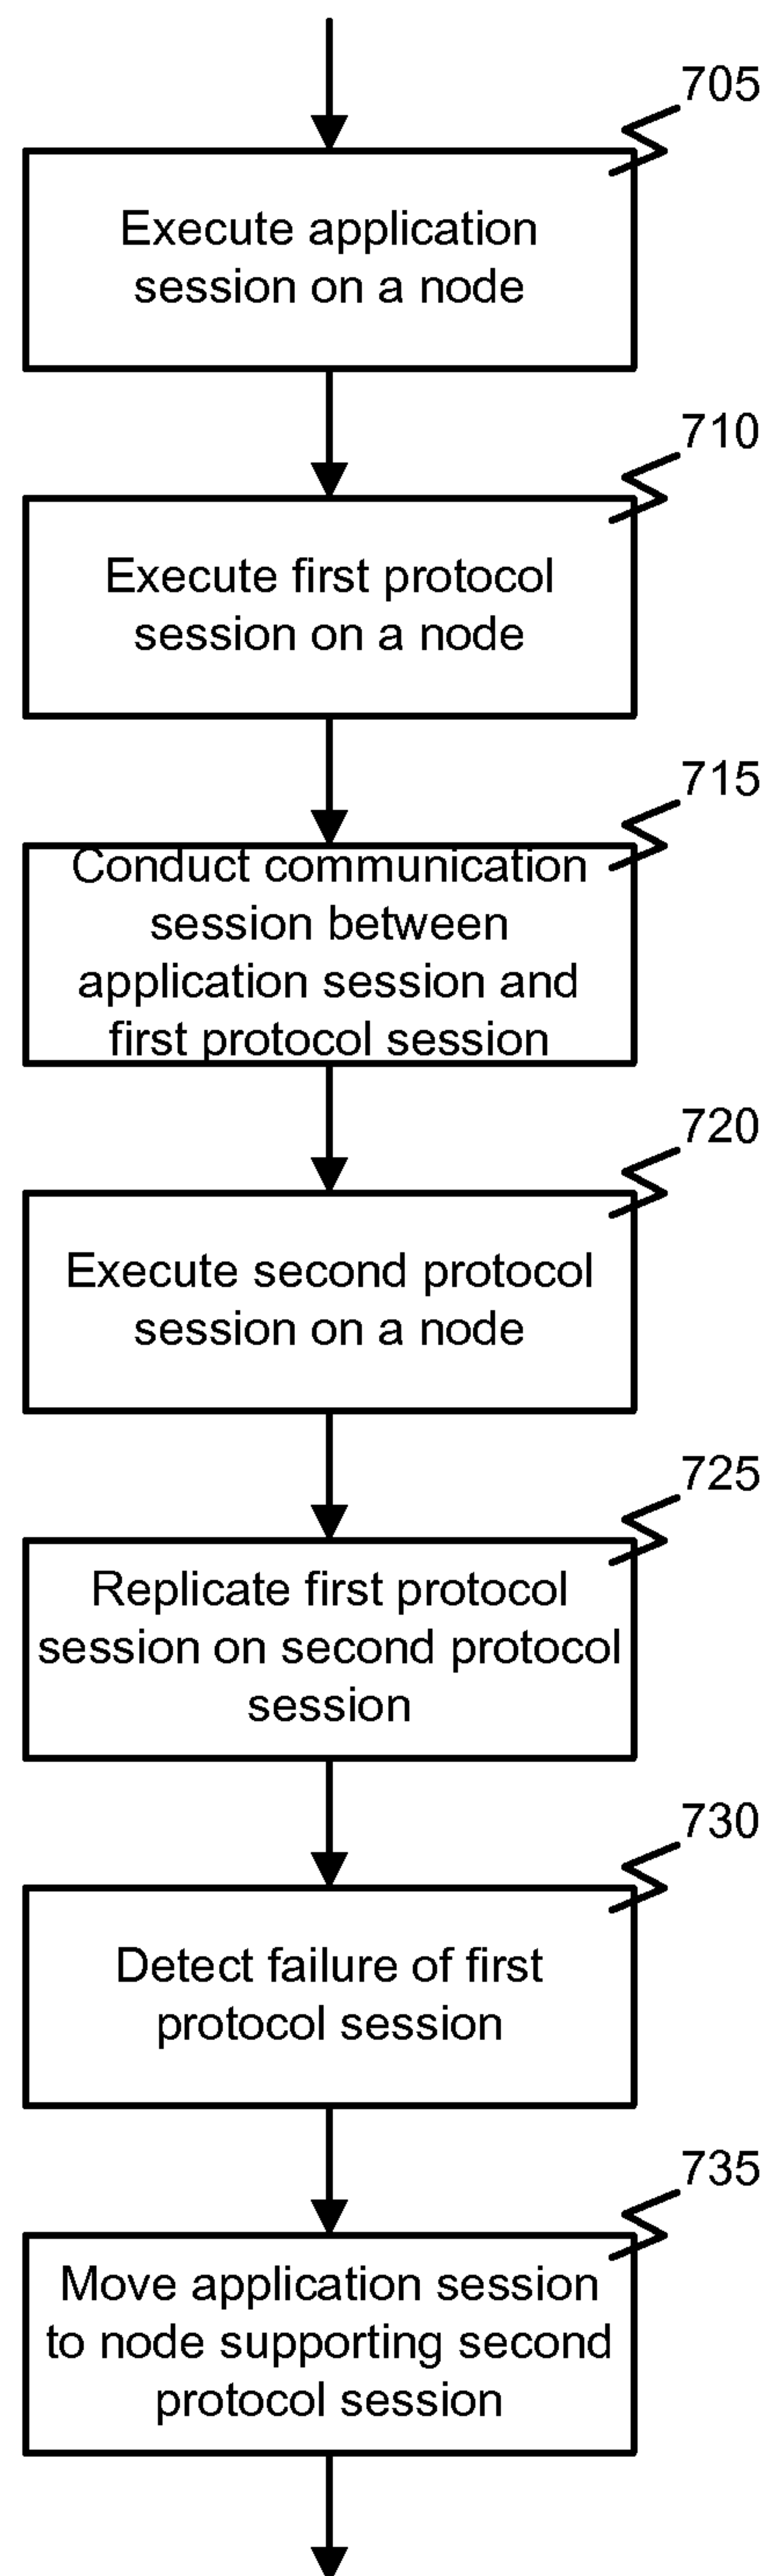 705
Execute application
session on a node
710
Execute first protocol
session on a node
715
Conduct communication
session between
application session and
first protocol session
720
Execute second protocol
session on a node
725
Replicate first protocol
session on second protocol
session
730
Detect failure of first
protocol session
735
Move application session
to node supporting second
protocol session